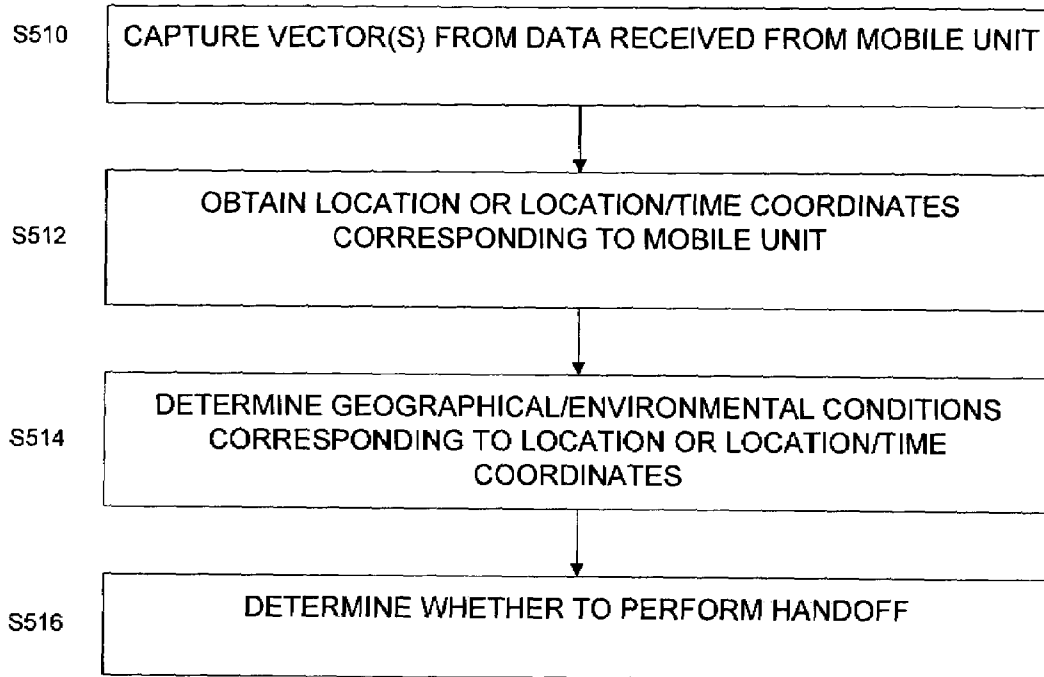 S510
CAPTURE VECTOR(S) FROM DATA RECEIVED FROM MOBILE UNIT
S512
OBTAIN LOCATION OR LOCATION/TIME COORDINATES
CORRESPONDING TO MOBILE UNIT
S514
DETERMINE GEOGRAPHICAL/ENVIRONMENTAL CONDITIONS
CORRESPONDING TO LOCATION OR LOCATION/TIME
COORDINATES
S516
DETERMINE WHETHER TO PERFORM HANDOFF